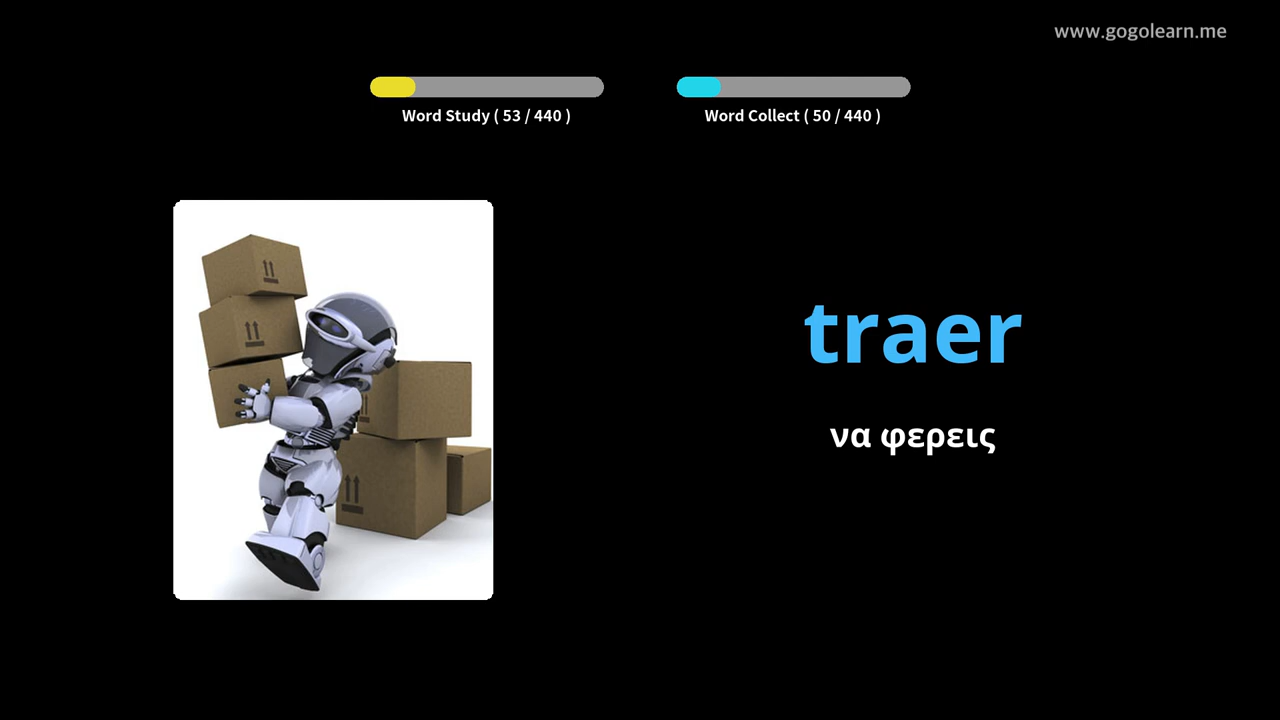 www.gogolearn.me
Word Study ( 53 / 440 )
Word Collect ( 50 / 440 )
traer
να φερεις